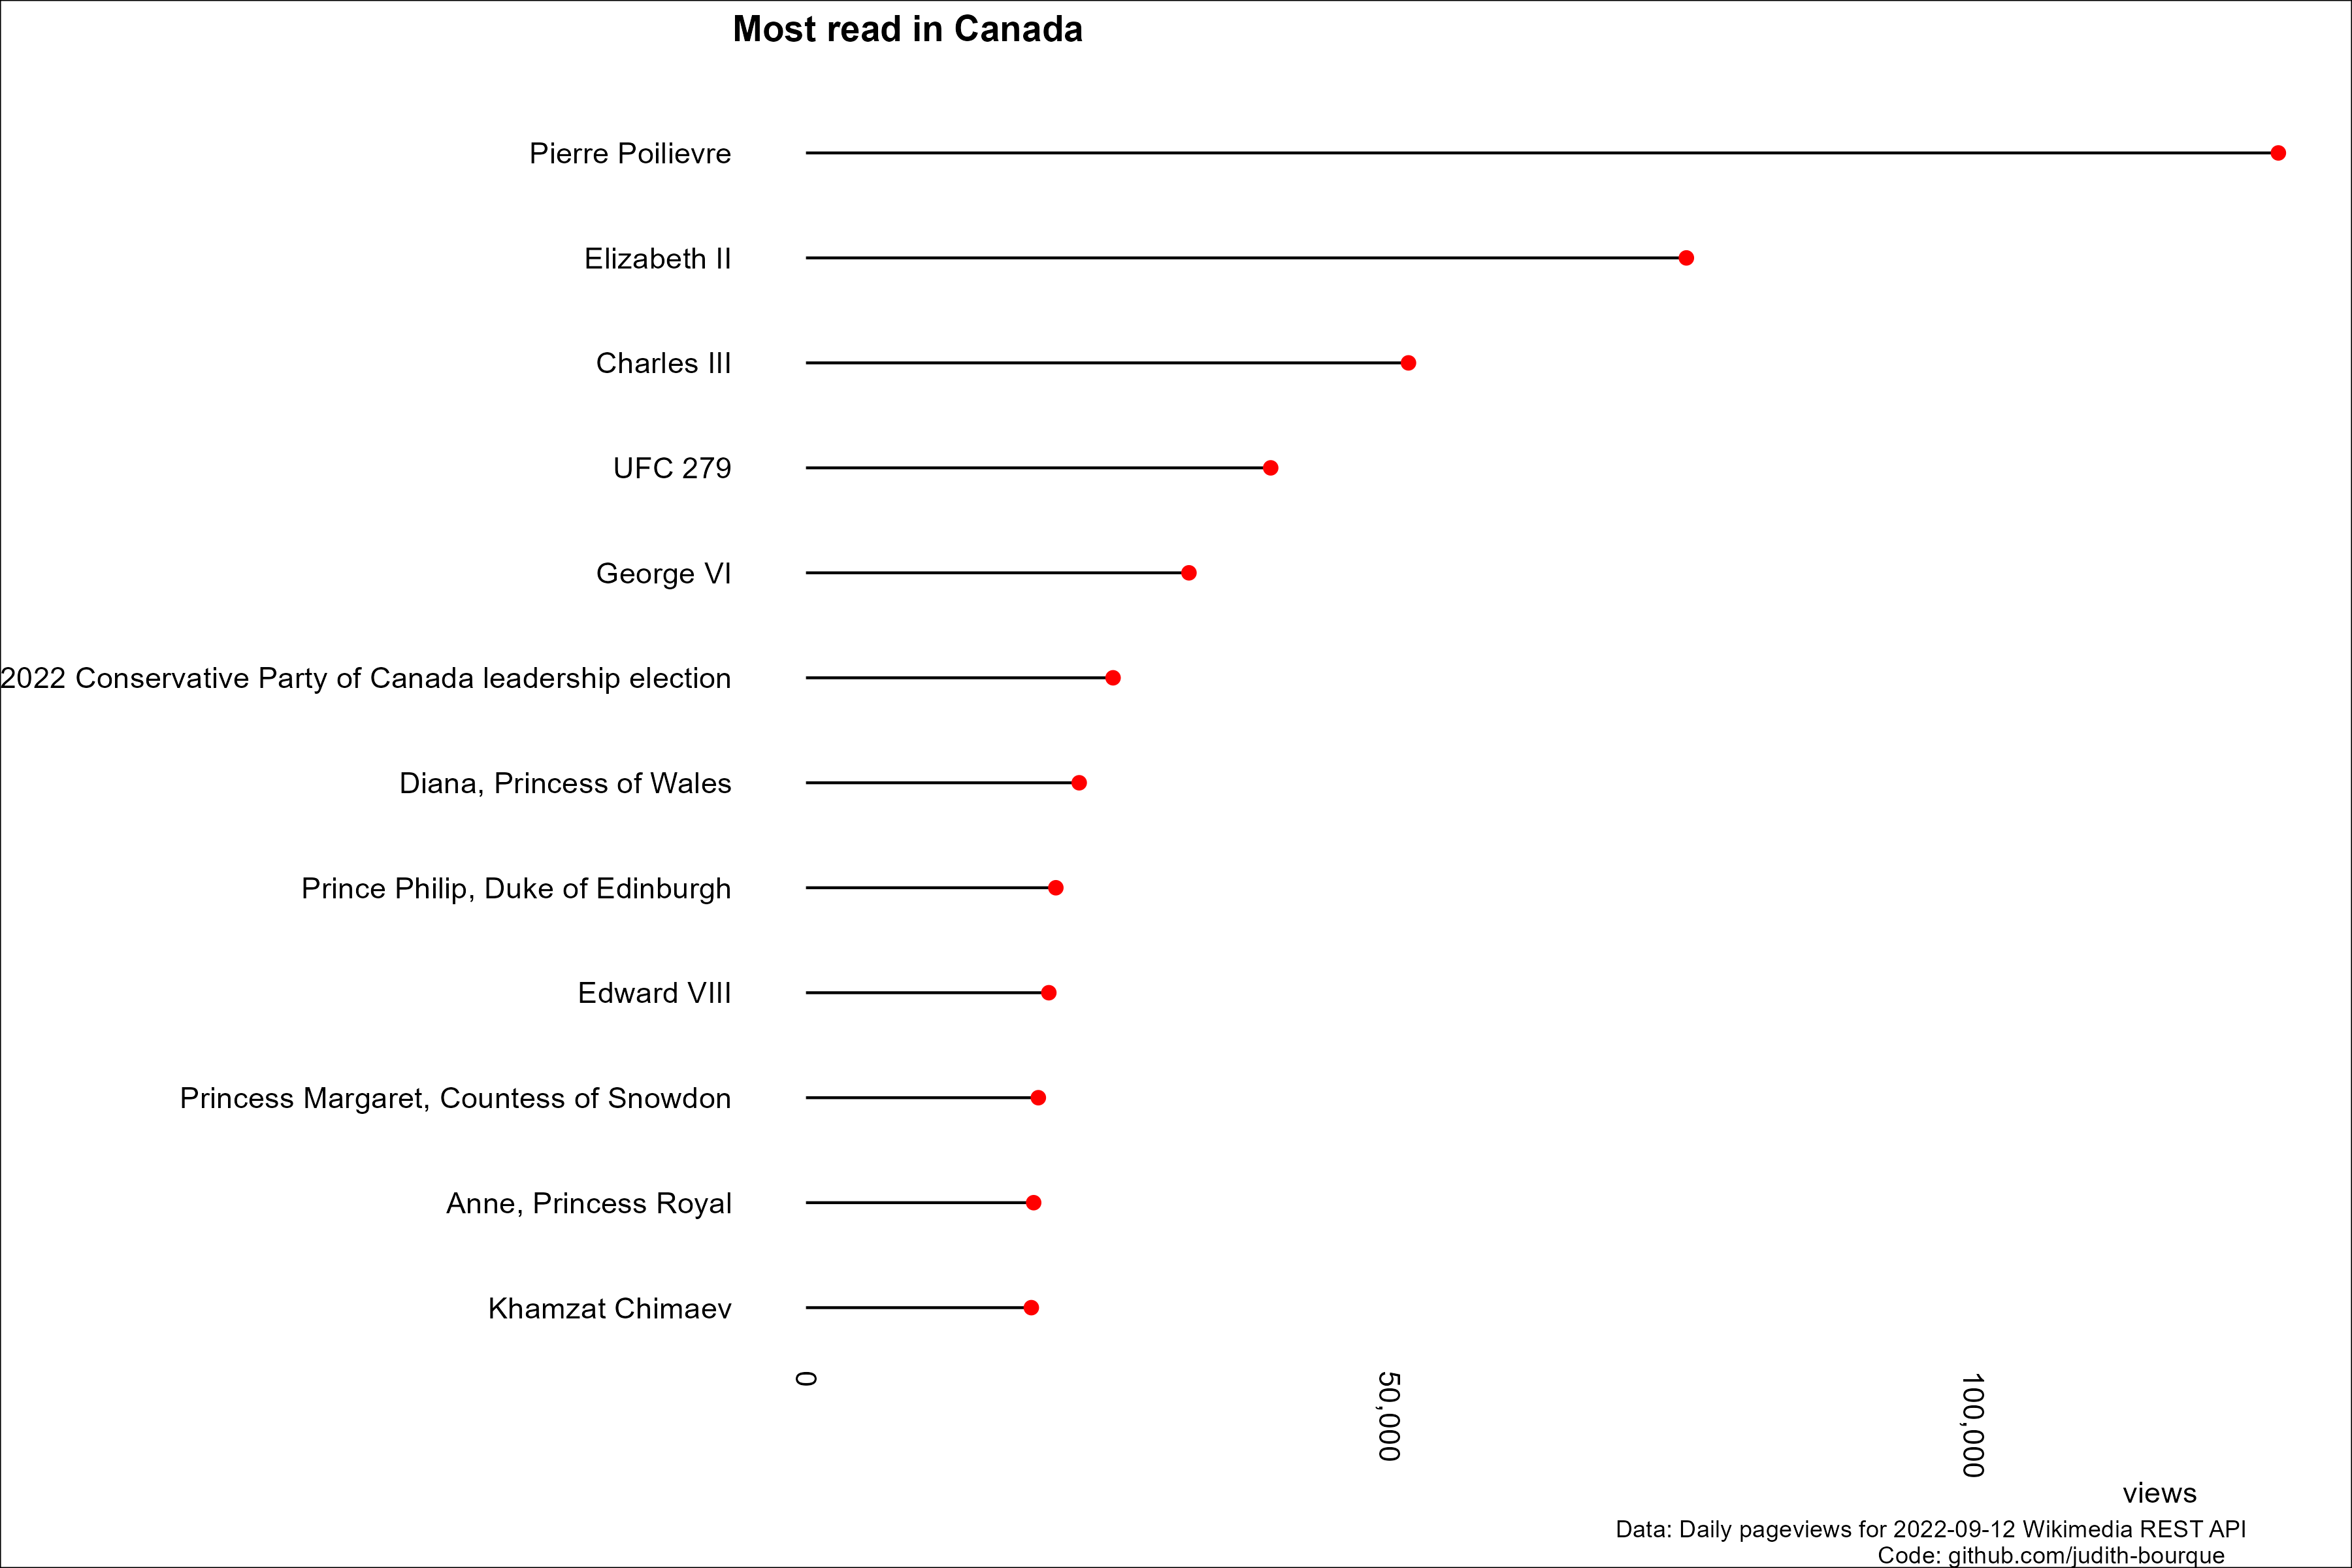 Most read in Canada
Pierre Poilievre
Elizabeth II
Charles III
UFC 279
George VI
2022 Conservative Party of Canada leadership election
Diana, Princess of Wales
Prince Philip, Duke of Edinburgh
Edward VIII
Princess Margaret, Countess of Snowdon
Anne, Princess Royal
Khamzat Chimaev
0
50,000
100,000
views
Data: Daily pageviews for 2022-09-12 Wikimedia REST API
Code: github.com/judith-bourque